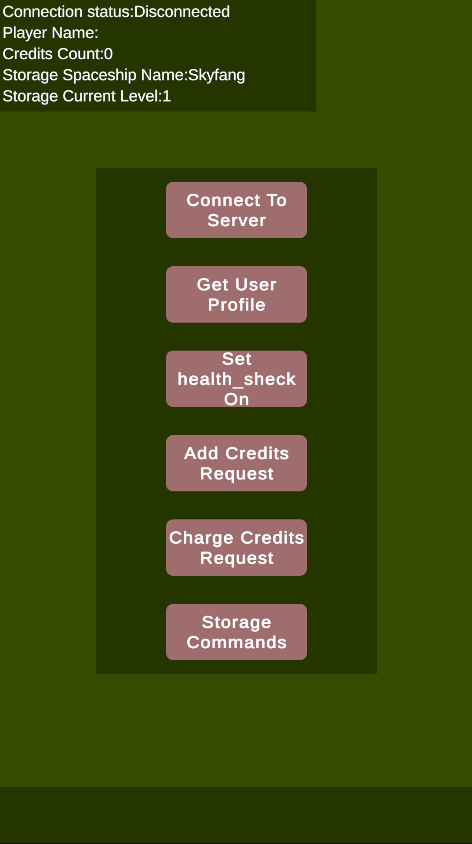 Connection status:Disconnected
Player Name:
Credits Count:0
Storage Spaceship Name:Skyfang
Storage Current Level:1
Connect To
Server
Get User
Profile
Set
health_sheck
On
Add Credits
Request
Charge Credits
Request
Storage
Commands